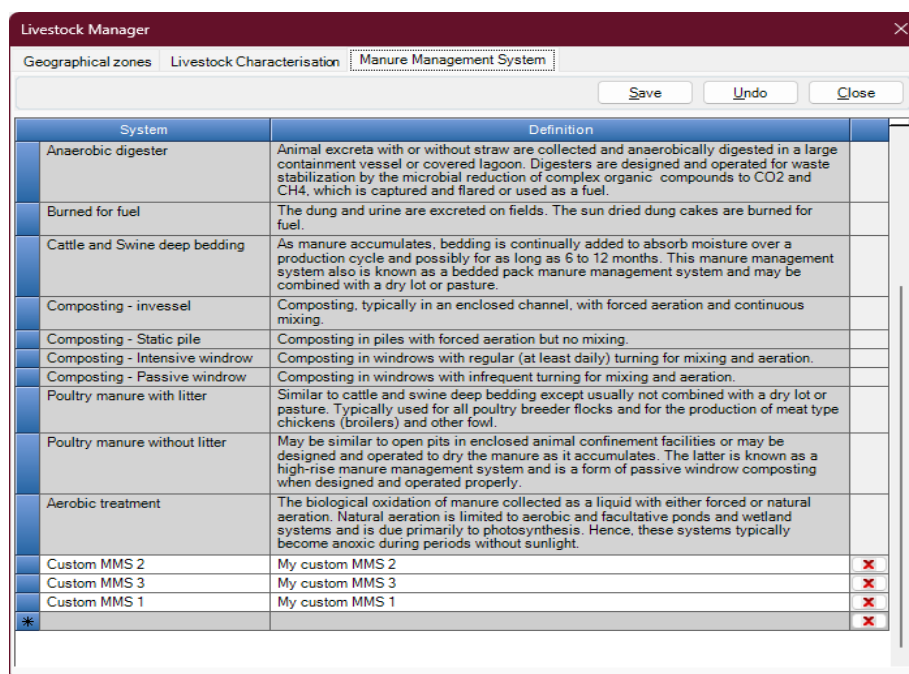 Livestock Manager
Geographical zones Livestock Characterisation Manure Management System
Save Undo Close
System Definition
Anaerobic digester Animal excreta with or without straw are collected and anaerobically digested in a large
containment vessel or covered lagoon. Digesters are designed and operated for waste
stabilization by the microbial reduction of complex organic compounds to CO2 and
CH4, which is captured and flared or used as a fuel.
Burned for fuel The dung and urine are excreted on fields. The sun dried dung cakes are burned for
fuel.
Cattle and Swine deep bedding As manure accumulates, bedding is continually added to absorb moisture over a
production cycle and possibly for as long as 6 to 12 months. This manure management
system also is known as a bedded pack manure management system and may be
combined with a dry lot or pasture.
Composting - invessel Composting, typically in an enclosed channel, with forced aeration and continuous
mixing.
Composting - Static pile Composting in piles with forced aeration but no mixing.
Composting - Intensive windrow Composting in windrows with regular (at least daily) turning for mixing and aeration.
Composting - Passive windrow Composting in windrows with infrequent turning for mixing and aeration.
Poultry manure with litter Similar to cattle and swine deep bedding except usually not combined with a dry lot or
pasture. Typically used for all poultry breeder flocks and for the production of meat type
chickens (broilers) and other fowl.
Poultry manure without litter May be similar to open pits in enclosed animal confinement facilities or may be
designed and operated to dry the manure as it accumulates. The latter is known as a
high-rise manure management system and is a form of passive windrow composting
when designed and operated properly.
Aerobic treatment The biological oxidation of manure collected as a liquid with either forced or natural
aeration. Natural aeration is limited to aerobic and facultative ponds and wetland
systems and is due primarily to photosynthesis. Hence, these systems typically
become anoxic during periods without sunlight.
Custom MMS 2 My custom MMS 2
Custom MMS 3 My custom MMS 3
Custom MMS 1 My custom MMS 1